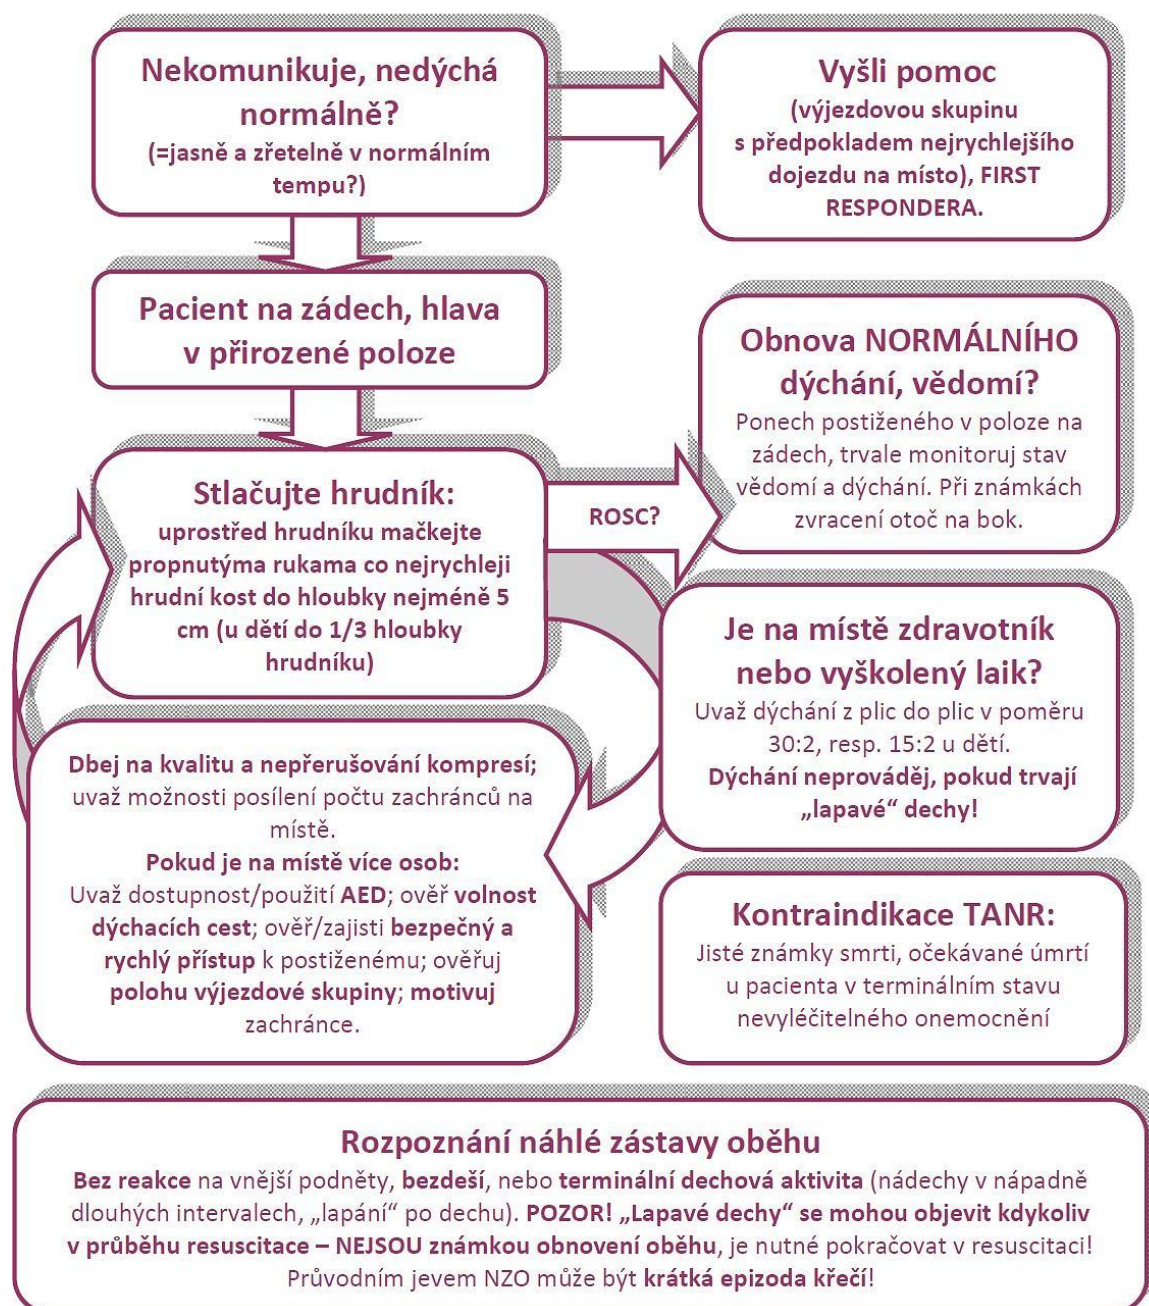 Nekomunikuje, nedýchá
normálně?
(=jasně a zřetelně v normálním
tempu?)
Vyšli pomoc
(výjezdovou skupinu
s předpokladem nejrychlejšího
dojezdu na místo), FIRST
RESPONDERA.
Pacient na zádech, hlava
v přirozené poloze
Obnova NORMÁLNÍHO
dýchání, vědomí?
Ponech postiženého v poloze na
zádech, trvale monitoruj stav
vědomí a dýchání. Při známkách
zvracení otoč na bok.
Stlačujte hrudník:
uprostřed hrudníku mačkejte
propnutýma rukama co nejrychleji
hrudní kost do hloubky nejméně 5
cm (u dětí do 1/3 hloubky
hrudníku)
ROSC?
Je na místě zdravotník
nebo vyškolený laik?
Uvaž dýchání z plic do plic v poměru
30:2, resp. 15:2 u dětí.
Dýchání neprováděj, pokud trvají
„lapavé“ dechy!
Dbej na kvalitu a nepřerušování kompresí;
uvaž možnosti posílení počtu zachránců na
místě.
Pokud je na místě více osob:
Uvaž dostupnost/použití AED; ověř volnost
dýchacích cest; ověř/zajisti bezpečný a
rychlý přístup k postiženému; ověřuj
polohu výjezdové skupiny; motivuj
zachránce.
Kontraindikace TANR:
Jisté známky smrti, očekávané úmrtí
u pacienta v terminálním stavu
nevyléčitelného onemocnění
Rozpoznání náhlé zástavy oběhu
Bez reakce na vnější podněty, bezdeší, nebo terminální dechová aktivita (nádechy v nápadně
dlouhých intervalech, „lapání“ po dechu). POZOR! „Lapavé dechy“ se mohou objevit kdykoliv
v průběhu resuscitace – NEJSOU známkou obnovení oběhu, je nutné pokračovat v resuscitaci!
Průvodním jevem NZO může být krátká epizoda křečí!